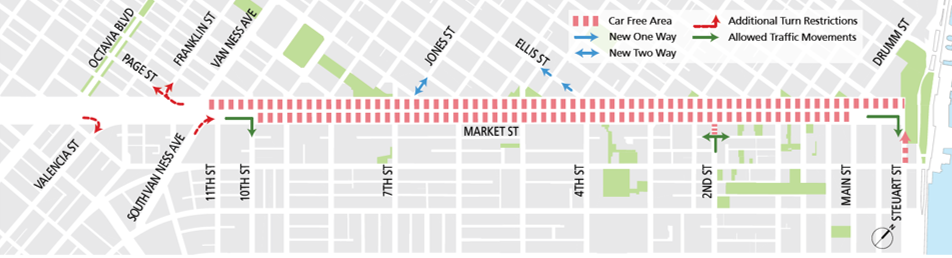 OCTAVIA BLVD
PAGE ST
FRANKLIN ST
VAN NESS AVE
JONES ST
ELLIS ST
Car Free Area
New One Way
New Two Way
Additional Turn Restrictions
Allowed Traffic Movements
DRUMM ST
MARKET ST
VALENCIA ST
SOUTH VAN NESS AVE
11TH ST
10TH ST
7TH ST
4TH ST
2ND ST
MAIN ST
STEUART ST
N